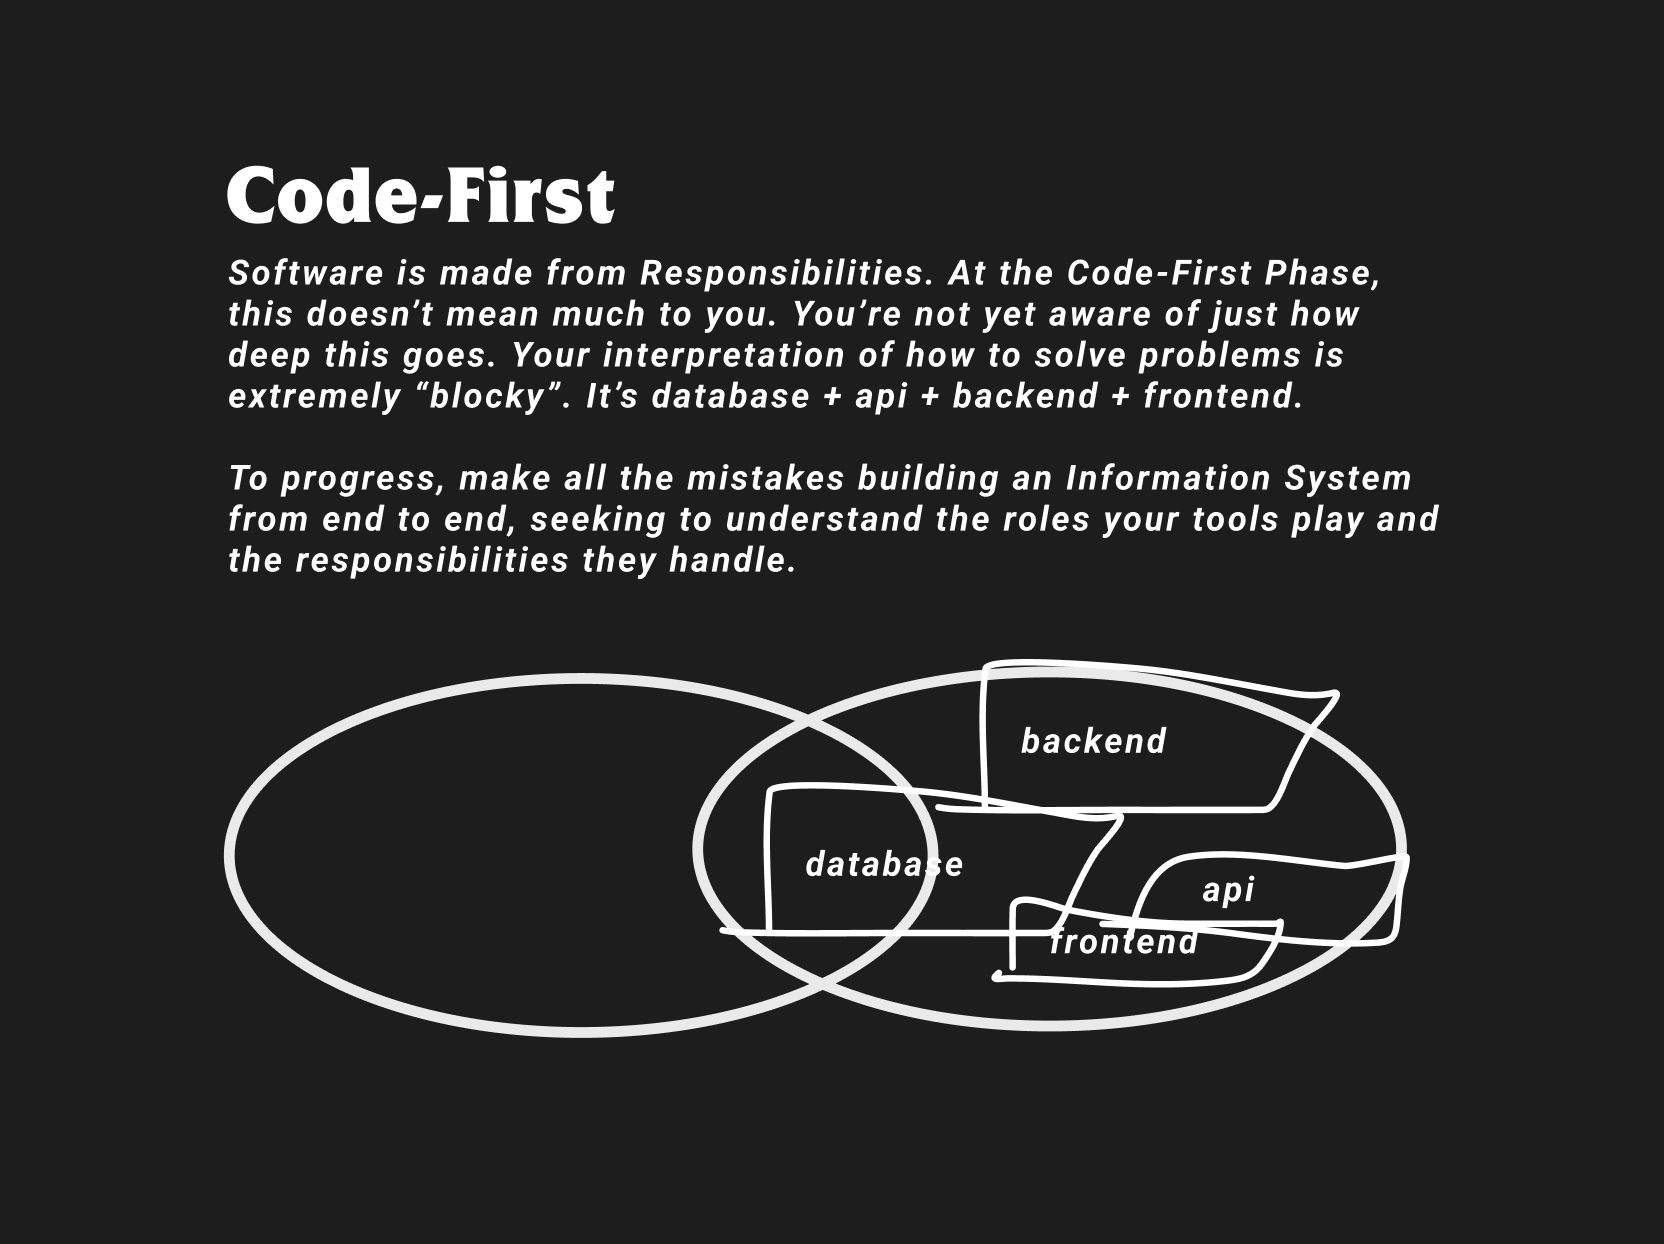 Code-First
Software is made from Responsibilities. At the Code-First Phase,
this doesn’t mean much to you. You’re not yet aware of just how
deep this goes. Your interpretation of how to solve problems is
extremely “blocky”. It’s database + api + backend + frontend.
To progress, make all the mistakes building an Information System
from end to end, seeking to understand the roles your tools play and
the responsibilities they handle.
backend
database
api
frontend